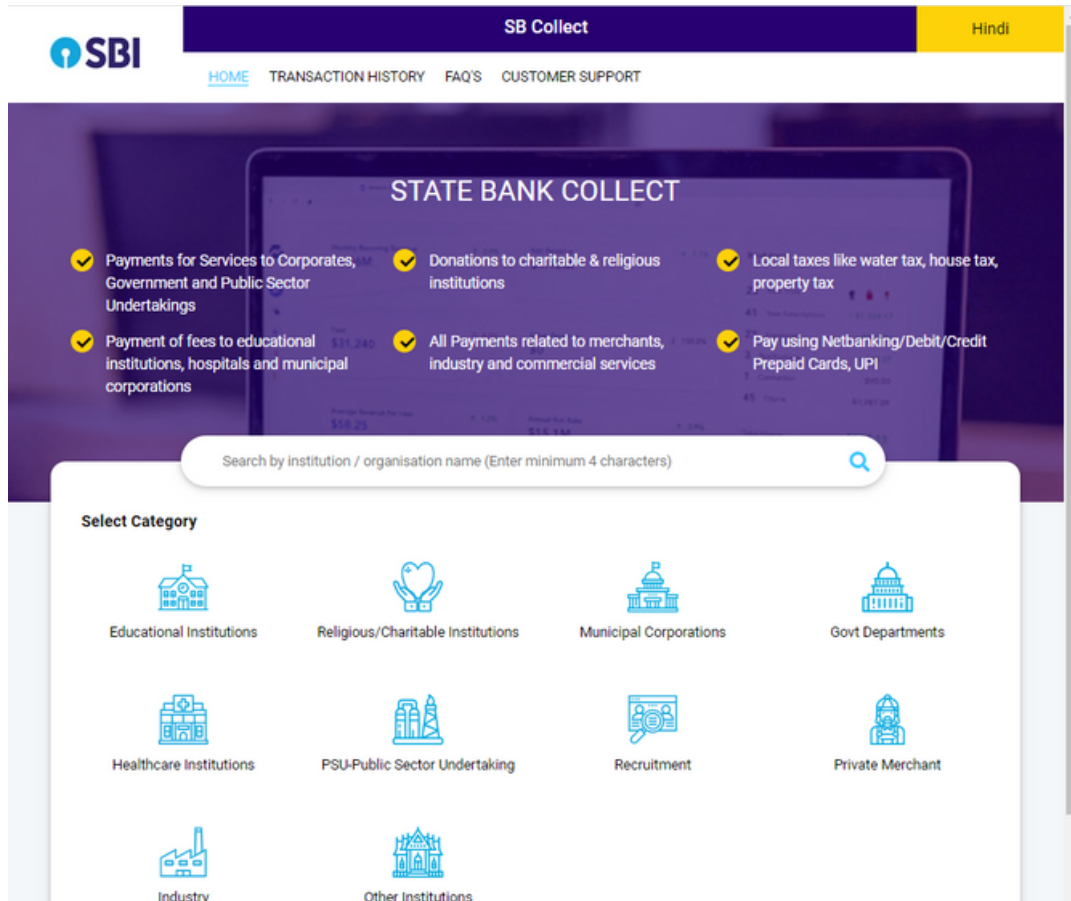 SBI
SB Collect
Hindi
HOME TRANSACTION HISTORY FAQ'S CUSTOMER SUPPORT
STATE BANK COLLECT
Payments for Services to Corporates,
Government and Public Sector
Undertakings
Donations to charitable & religious
institutions
Local taxes like water tax, house tax,
property tax
Payment of fees to educational
institutions, hospitals and municipal
corporations
All Payments related to merchants,
industry and commercial services
Pay using Netbanking/Debit/Credit
Prepaid Cards, UPI
$31,240
$58.25
Search by institution / organisation name (Enter minimum 4 characters)
Select Category
Educational Institutions
Religious/Charitable Institutions
Municipal Corporations
Govt Departments
Healthcare Institutions
PSU-Public Sector Undertaking
Recruitment
Private Merchant
Industry
Other Institutions